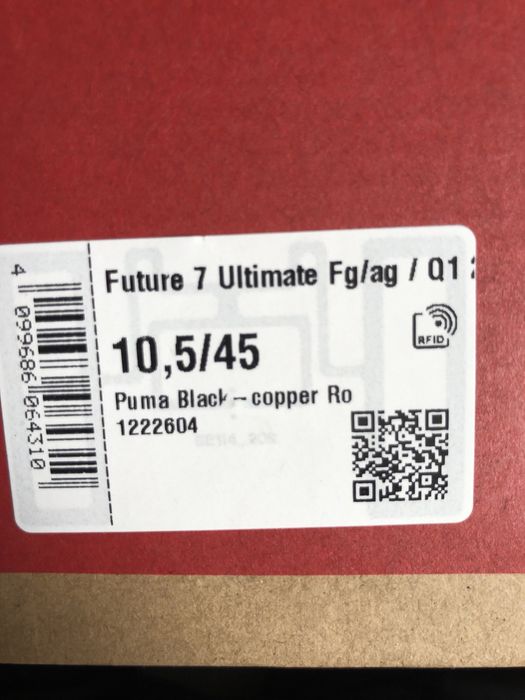 Future 7 Ultimate Fg/ag / Q1
RFID
10,5/45
Puma Black-copper Ro
1222604
4 099686 064310